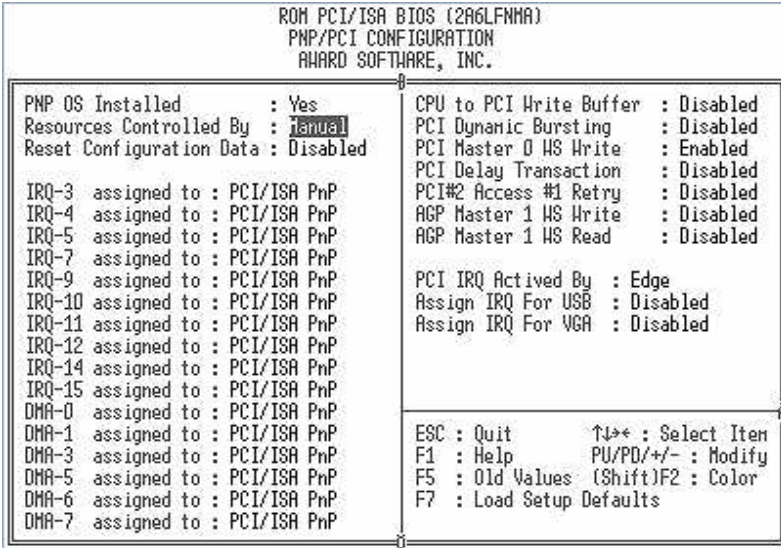 ROM PCI/ISA BIOS (2A6LFNMA)
PNP/PCI CONFIGURATION
AWARD SOFTWARE, INC.
PNP OS Installed : Yes
Resources Controlled By : Manual
Reset Configuration Data : Disabled
IRQ-3 assigned to : PCI/ISA PnP
IRQ-4 assigned to : PCI/ISA PnP
IRQ-5 assigned to : PCI/ISA PnP
IRQ-7 assigned to : PCI/ISA PnP
IRQ-9 assigned to : PCI/ISA PnP
IRQ-10 assigned to : PCI/ISA PnP
IRQ-11 assigned to : PCI/ISA PnP
IRQ-12 assigned to : PCI/ISA PnP
IRQ-14 assigned to : PCI/ISA PnP
IRQ-15 assigned to : PCI/ISA PnP
DMA-0 assigned to : PCI/ISA PnP
DMA-1 assigned to : PCI/ISA PnP
DMA-3 assigned to : PCI/ISA PnP
DMA-5 assigned to : PCI/ISA PnP
DMA-6 assigned to : PCI/ISA PnP
DMA-7 assigned to : PCI/ISA PnP
CPU to PCI Write Buffer : Disabled
PCI Dynamic Bursting : Disabled
PCI Master 0 WS Write : Enabled
PCI Delay Transaction : Disabled
PCI#2 Access #1 Retry : Disabled
AGP Master 1 WS Write : Disabled
AGP Master 1 WS Read : Disabled
PCI IRQ Actived By : Edge
Assign IRQ For USB : Disabled
Assign IRQ For VGA : Disabled
ESC : Quit ↑↓→← : Select Item
F1 : Help PU/PD/+/- : Modify
F5 : Old Values (Shift)F2 : Color
F7 : Load Setup Defaults